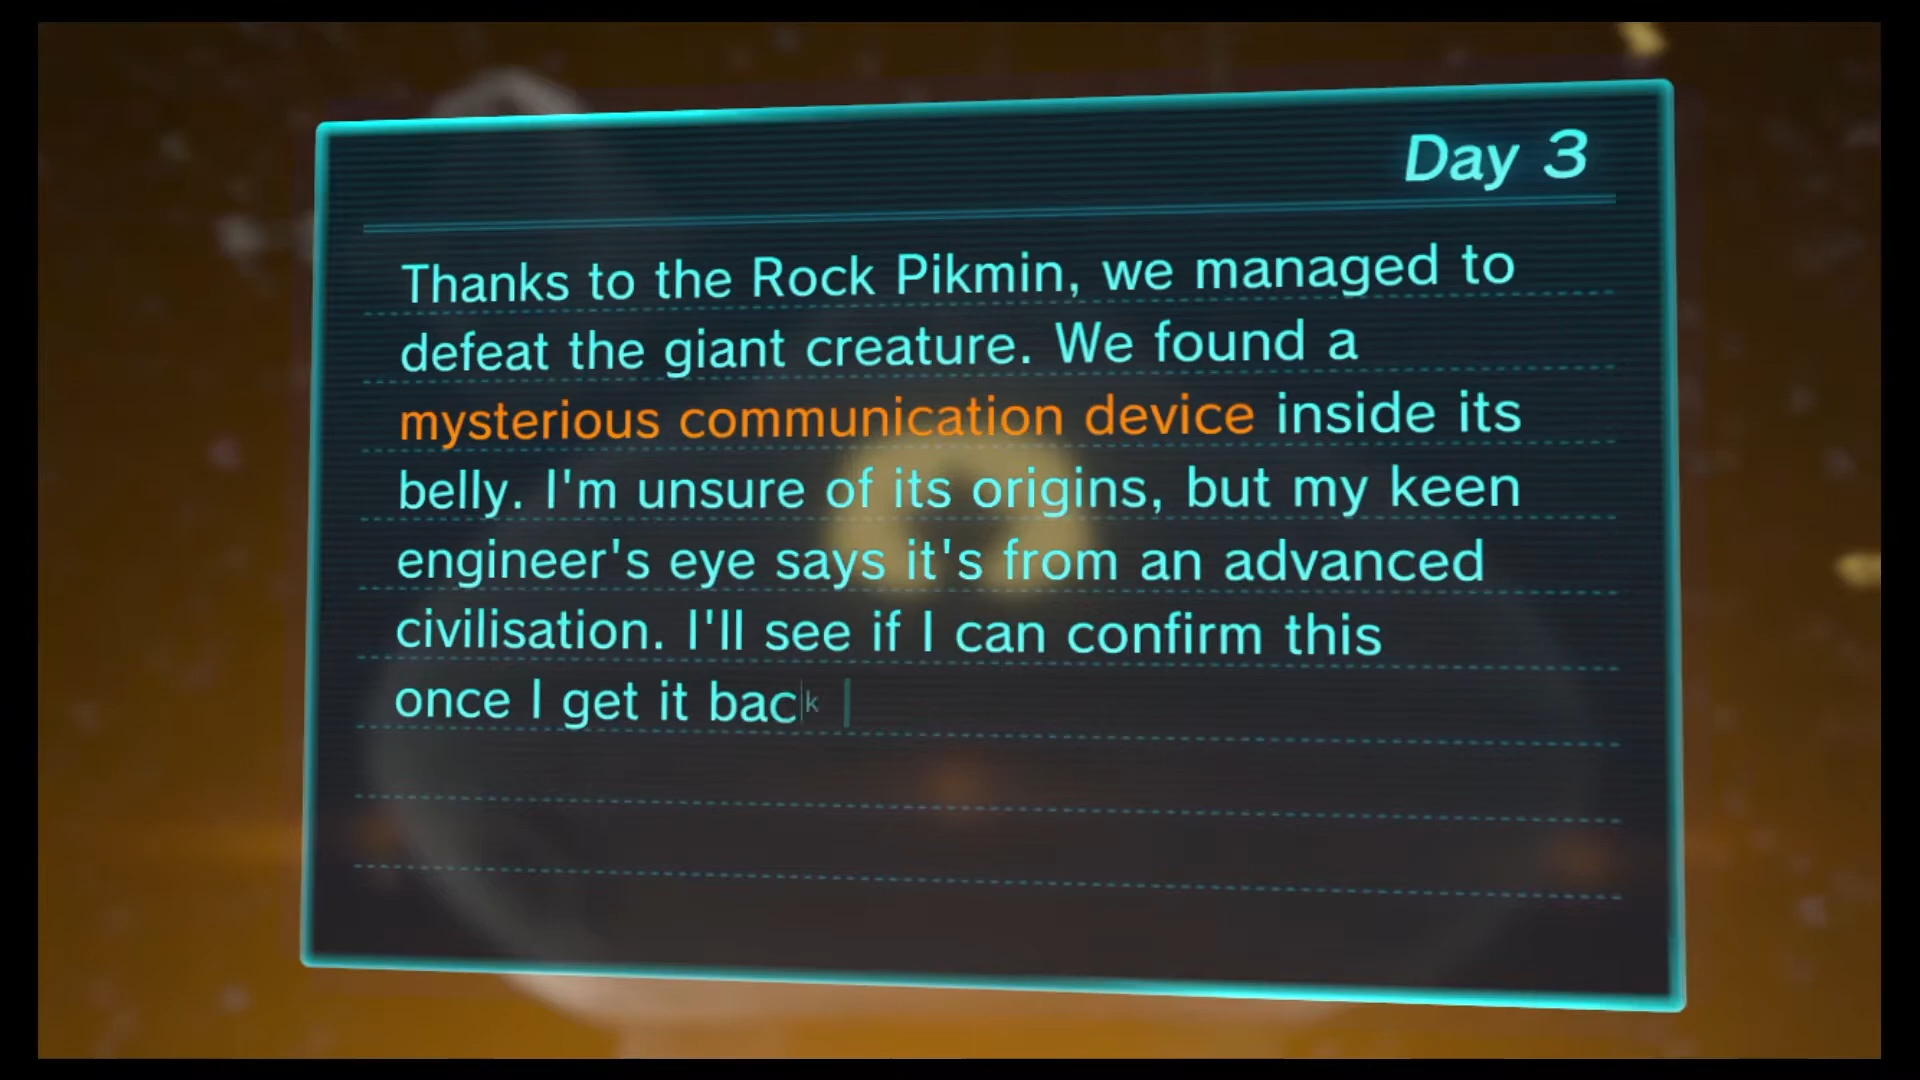 Day 3
Thanks to the Rock Pikmin, we managed to
defeat the giant creature. We found a
mysterious communication device inside its
belly. I'm unsure of its origins, but my keen
engineer's eye says it's from an advanced
civilisation. I'll see if I can confirm this
once I get it back